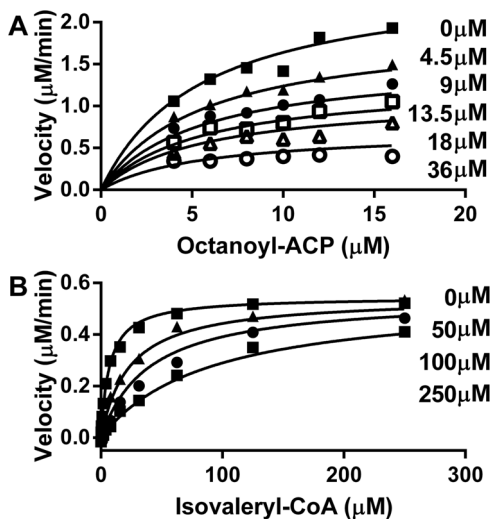 A
Velocity (μM/min)
2.0
1.5
1.0
0.5
0.0
0
5
10
15
20
Octanoyl-ACP (μM)
0μM
4.5μM
9μM
13.5μM
18μM
36μM
B
Velocity (μM/min)
0.6
0.4
0.2
0.0
0
100
200
300
Isovaleryl-CoA (μM)
0μM
50μM
100μM
250μM